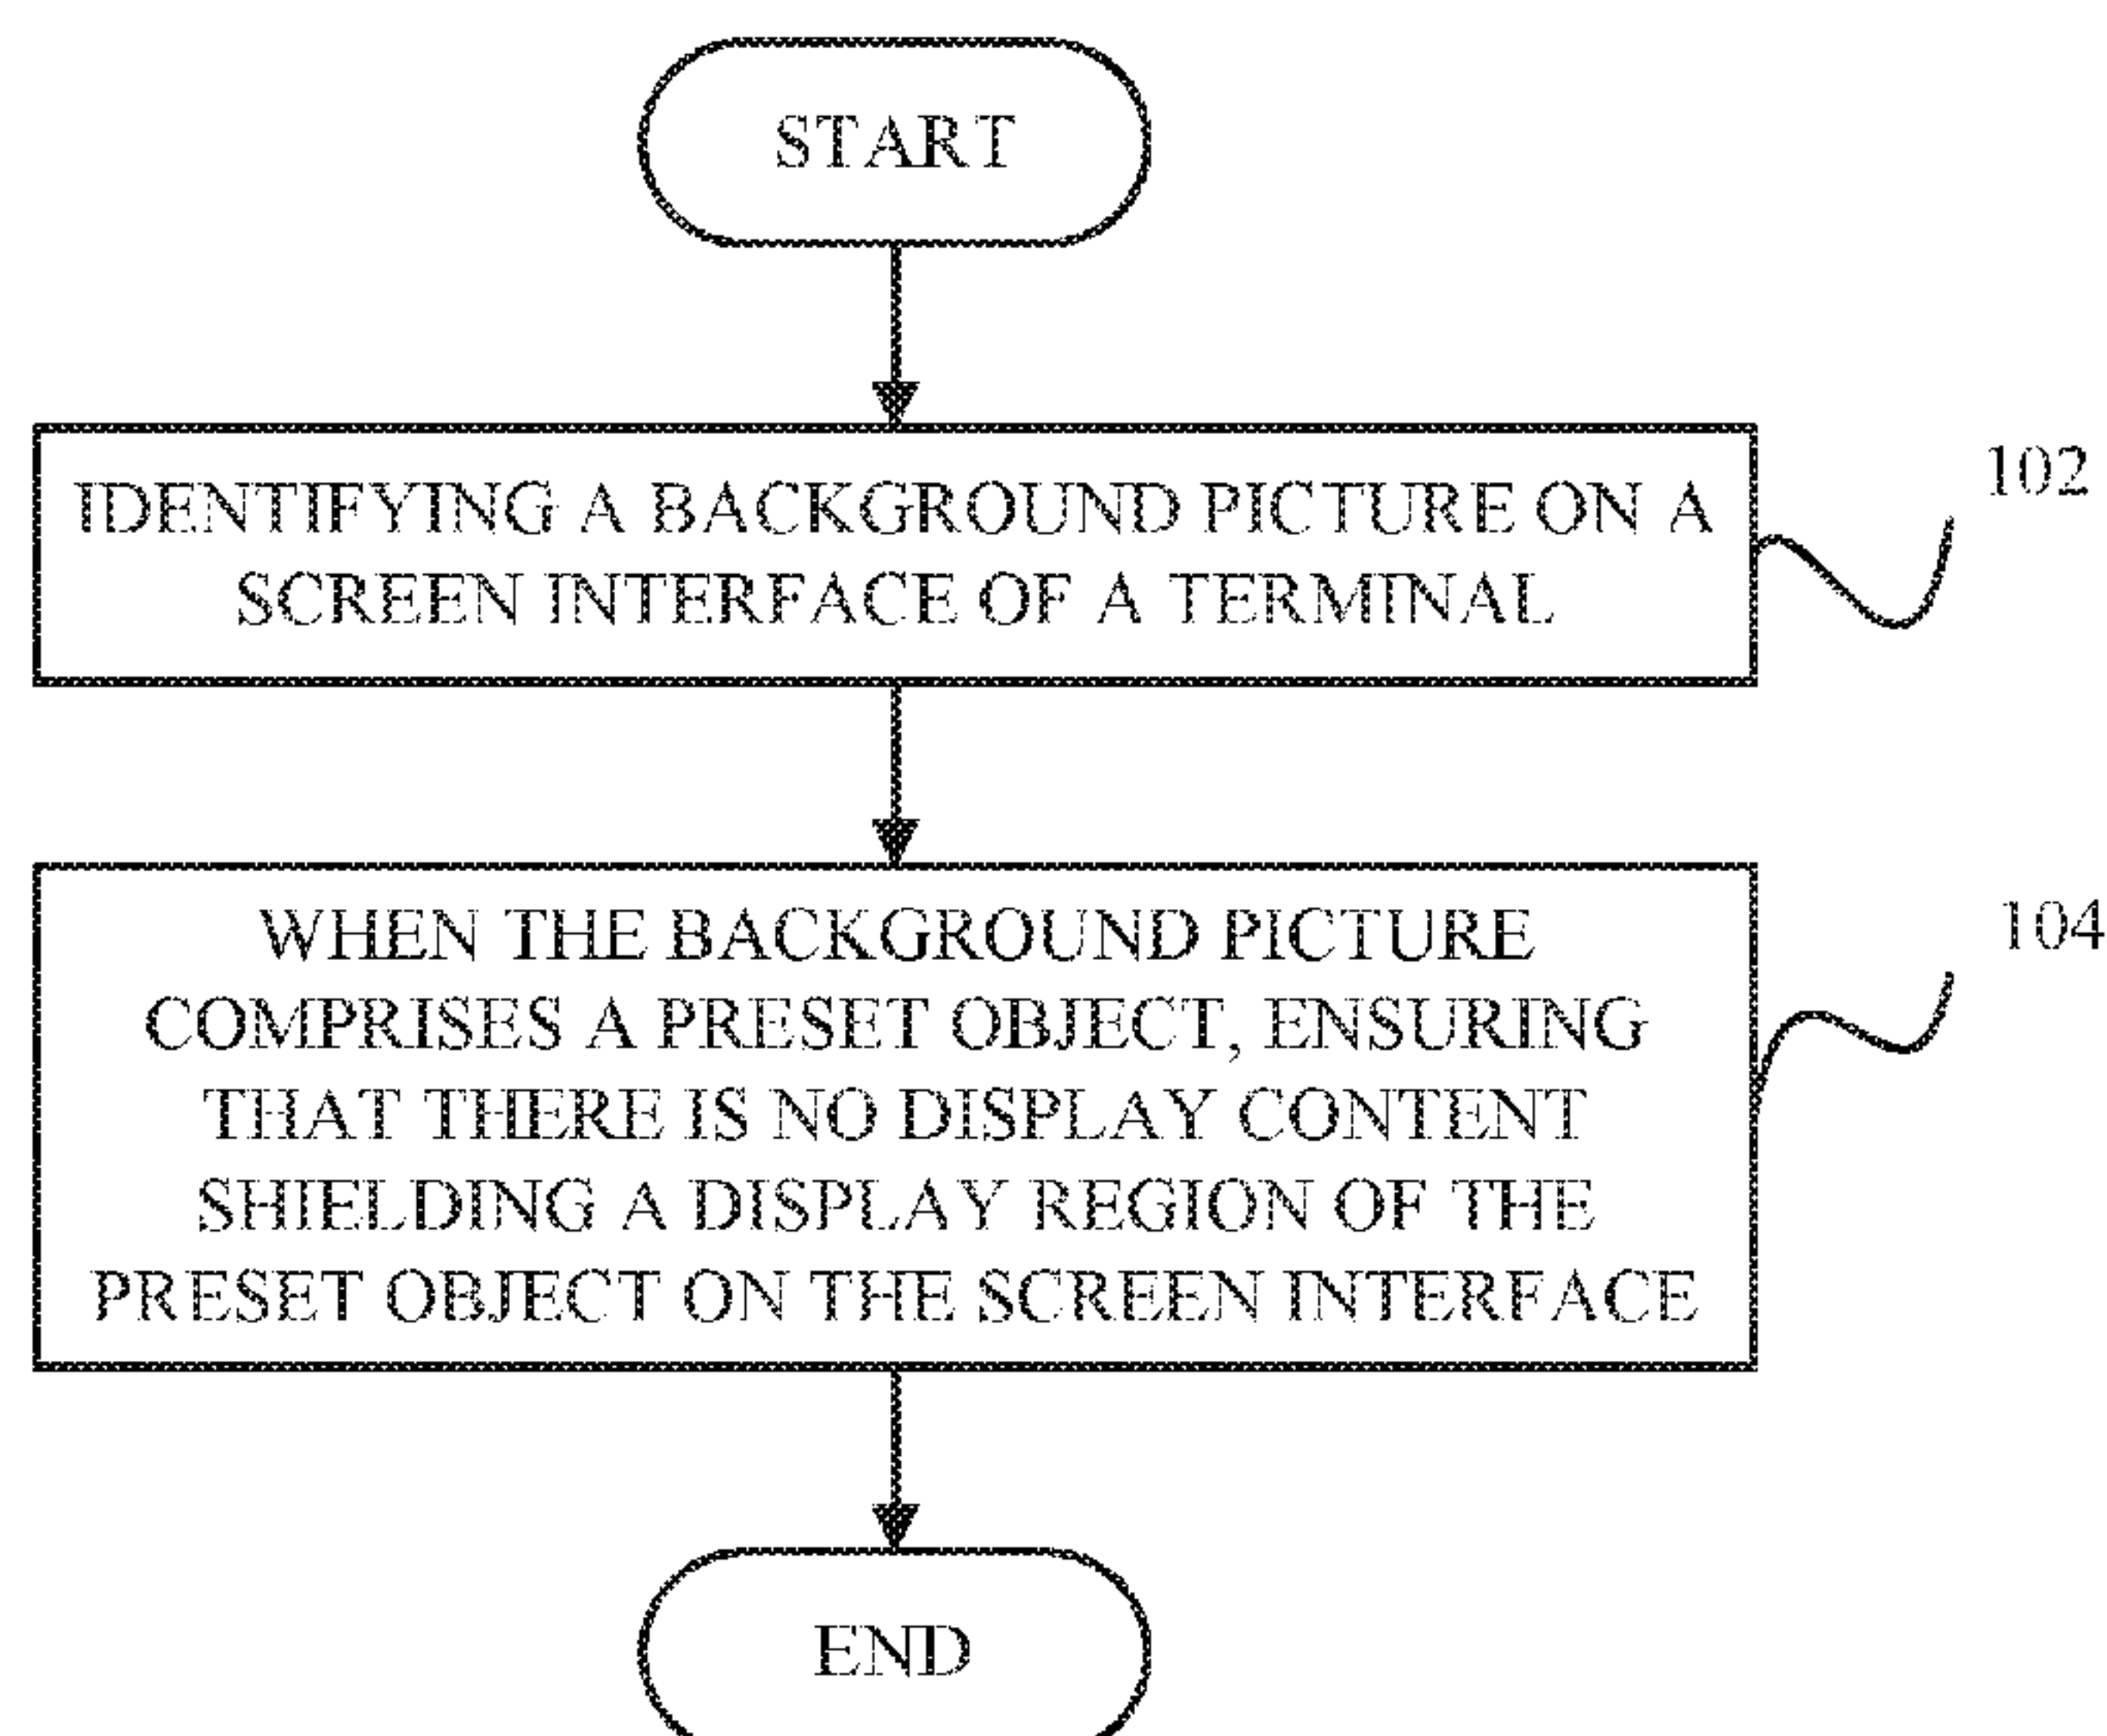 START
IDENTIFYING A BACKGROUND PICTURE ON A
SCREEN INTERFACE OF A TERMINAL
102
WHEN THE BACKGROUND PICTURE
COMPRISES A PRESET OBJECT, ENSURING
THAT THERE IS NO DISPLAY CONTENT
SHIELDING A DISPLAY REGION OF THE
PRESET OBJECT ON THE SCREEN INTERFACE
104
END